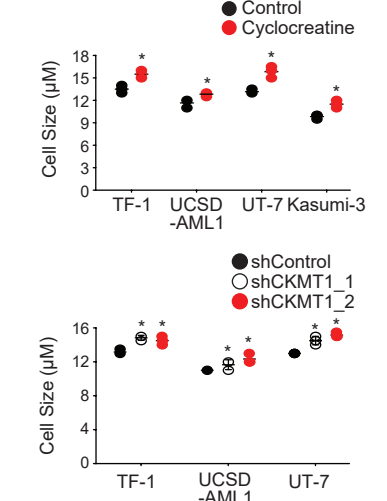 Control
Cyclocreatine
Cell Size (μM)
18
15
12
9
6
3
0
* * * *
TF-1 UCSD UT-7 Kasumi-3
-AML1
shControl
shCKMT1_1
shCKMT1_2
Cell Size (μM)
16
12
8
4
0
* * * * * *
TF-1 UCSD UT-7
-AML1